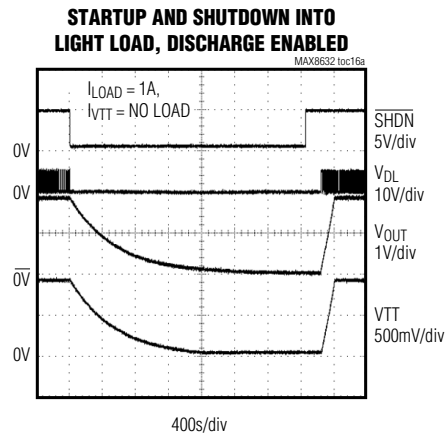 STARTUP AND SHUTDOWN INTO
LIGHT LOAD, DISCHARGE ENABLED
MAX8632 toc16a
ILOAD = 1A,
IVTT = NO LOAD
SHDN
5V/div
0V
VDL
10V/div
0V
VOUT
1V/div
0V
VTT
500mV/div
0V
400s/div